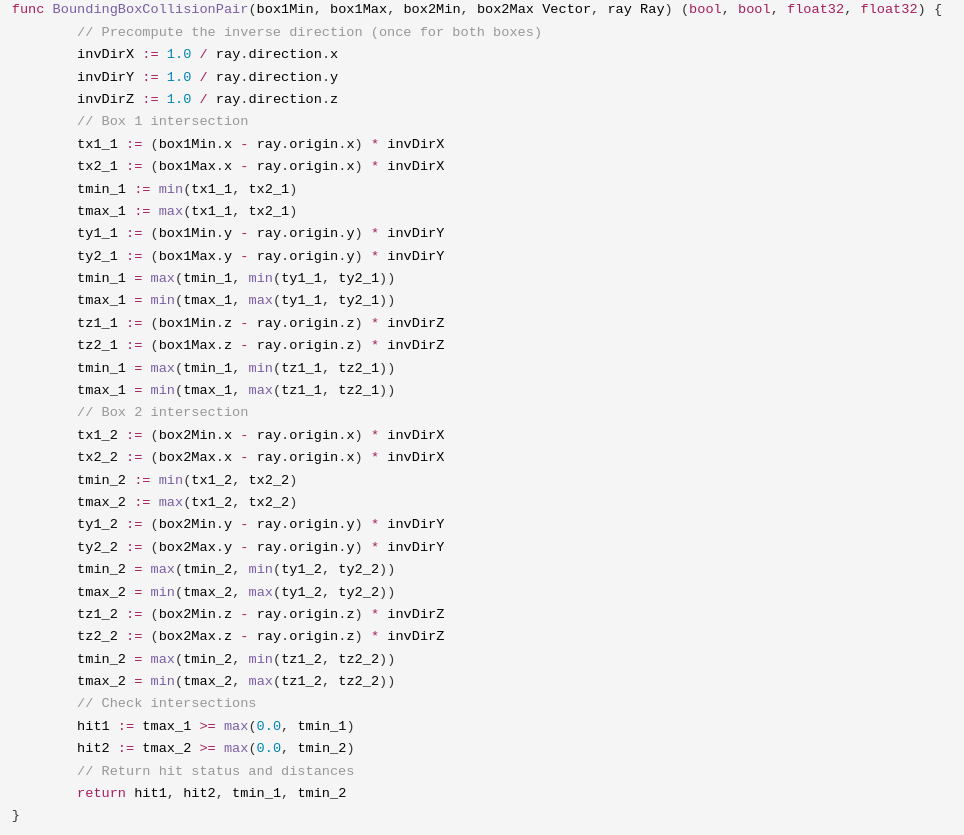 func BoundingBoxCollisionPair(box1Min, box1Max, box2Min, box2Max Vector, ray Ray) (bool, bool, float32, float32) {
        // Precompute the inverse direction (once for both boxes)
        invDirX := 1.0 / ray.direction.x
        invDirY := 1.0 / ray.direction.y
        invDirZ := 1.0 / ray.direction.z
        // Box 1 intersection
        tx1_1 := (box1Min.x - ray.origin.x) * invDirX
        tx2_1 := (box1Max.x - ray.origin.x) * invDirX
        tmin_1 := min(tx1_1, tx2_1)
        tmax_1 := max(tx1_1, tx2_1)
        ty1_1 := (box1Min.y - ray.origin.y) * invDirY
        ty2_1 := (box1Max.y - ray.origin.y) * invDirY
        tmin_1 = max(tmin_1, min(ty1_1, ty2_1))
        tmax_1 = min(tmax_1, max(ty1_1, ty2_1))
        tz1_1 := (box1Min.z - ray.origin.z) * invDirZ
        tz2_1 := (box1Max.z - ray.origin.z) * invDirZ
        tmin_1 = max(tmin_1, min(tz1_1, tz2_1))
        tmax_1 = min(tmax_1, max(tz1_1, tz2_1))
        // Box 2 intersection
        tx1_2 := (box2Min.x - ray.origin.x) * invDirX
        tx2_2 := (box2Max.x - ray.origin.x) * invDirX
        tmin_2 := min(tx1_2, tx2_2)
        tmax_2 := max(tx1_2, tx2_2)
        ty1_2 := (box2Min.y - ray.origin.y) * invDirY
        ty2_2 := (box2Max.y - ray.origin.y) * invDirY
        tmin_2 = max(tmin_2, min(ty1_2, ty2_2))
        tmax_2 = min(tmax_2, max(ty1_2, ty2_2))
        tz1_2 := (box2Min.z - ray.origin.z) * invDirZ
        tz2_2 := (box2Max.z - ray.origin.z) * invDirZ
        tmin_2 = max(tmin_2, min(tz1_2, tz2_2))
        tmax_2 = min(tmax_2, max(tz1_2, tz2_2))
        // Check intersections
        hit1 := tmax_1 >= max(0.0, tmin_1)
        hit2 := tmax_2 >= max(0.0, tmin_2)
        // Return hit status and distances
        return hit1, hit2, tmin_1, tmin_2
}